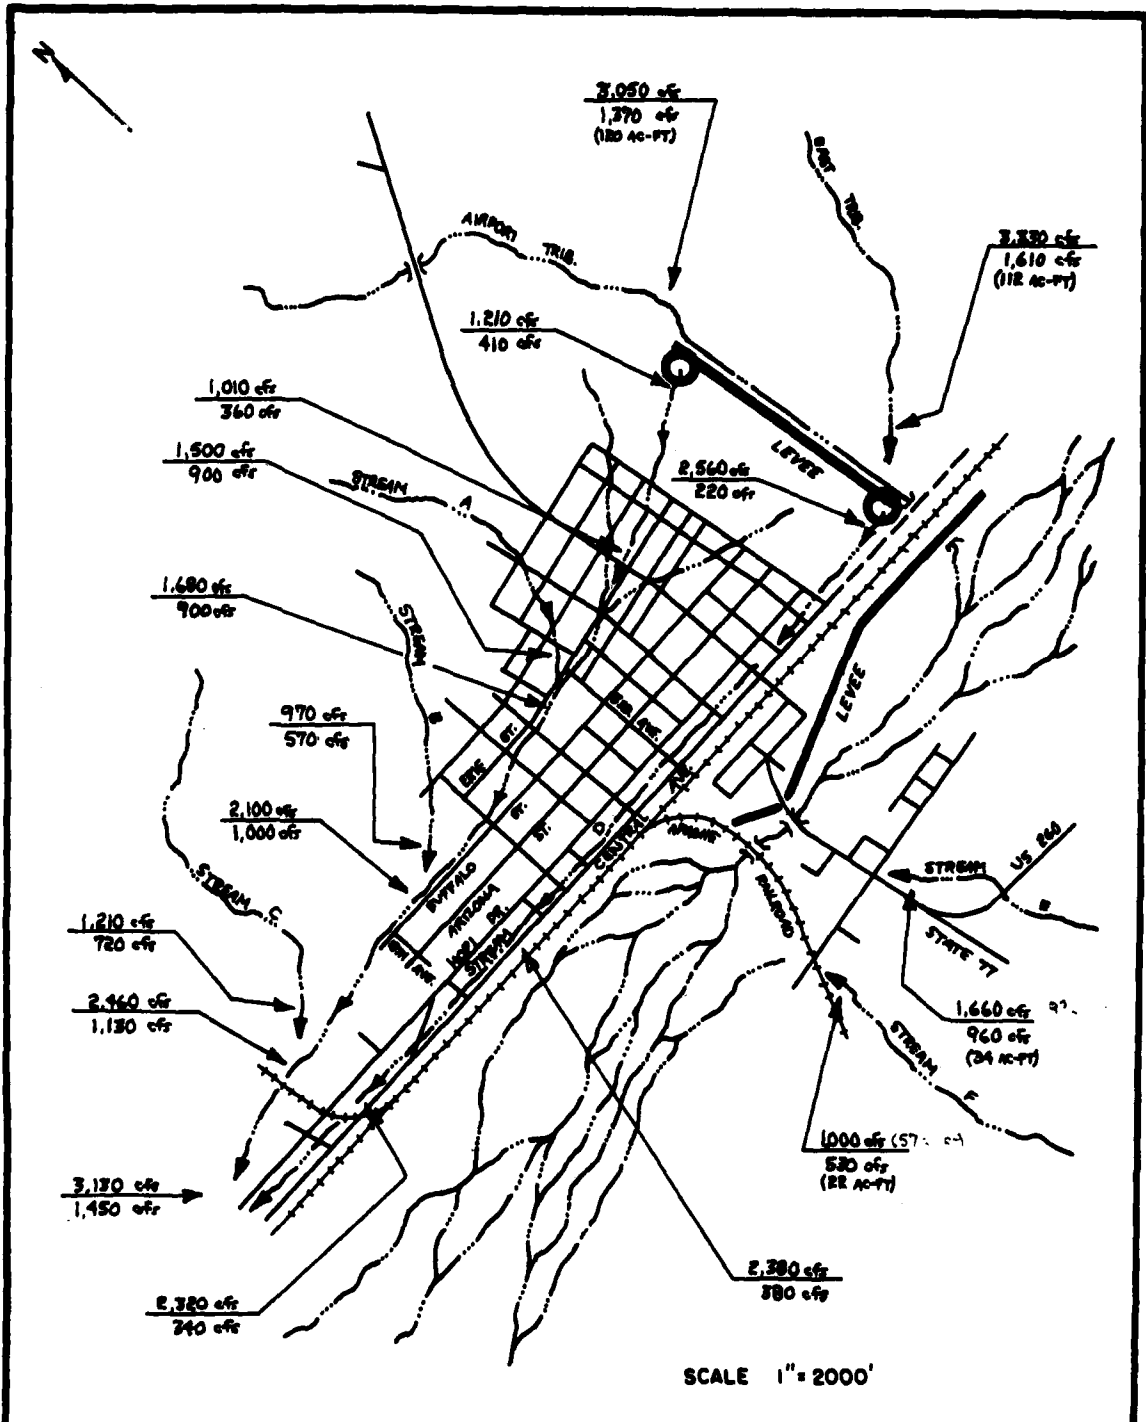 N
3,050 cfs
1,370 cfs
(120 AC-FT)
EAST TRIB.
AIRPORT TRIB.
3,330 cfs
1,610 cfs
(112 AC-FT)
1,210 cfs
410 cfs
1,010 cfs
360 cfs
1,500 cfs
900 cfs
STREAM A
LEVEE
2,560 cfs
220 cfs
1,680 cfs
900 cfs
STREAM B
LEVEE
970 cfs
570 cfs
AVE.
ERIE ST.
ST.
ST.
2,100 cfs
1,000 cfs
D
CENTRAL AVE.
APACHE RAILROAD
US 260
STREAM C
BUFFALO
ARIZONA
HOPI DR.
STREAM
AVE.
STREAM E
STATE 77
1,210 cfs
720 cfs
2,460 cfs
1,130 cfs
1,660 cfs
960 cfs
(34 AC-FT)
STREAM F
1,000 cfs
530 cfs
(22 AC-FT)
3,130 cfs
1,450 cfs
2,380 cfs
380 cfs
2,320 cfs
340 cfs
SCALE 1" = 2000'